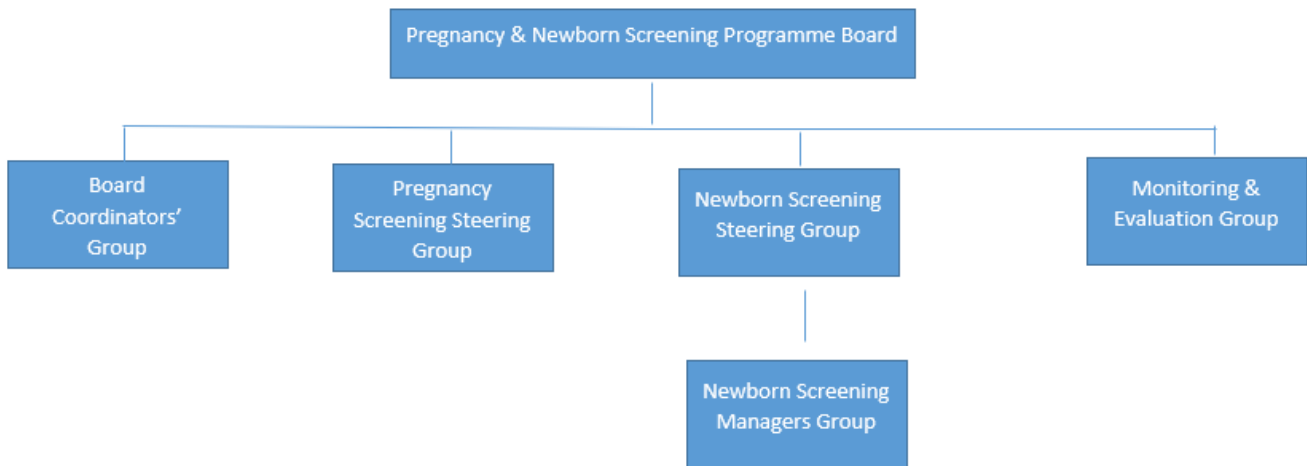 Pregnancy & Newborn Screening Programme Board
Board
Coordinators’
Group
Pregnancy
Screening Steering
Group
Newborn Screening
Steering Group
Monitoring &
Evaluation Group
Newborn Screening
Managers Group